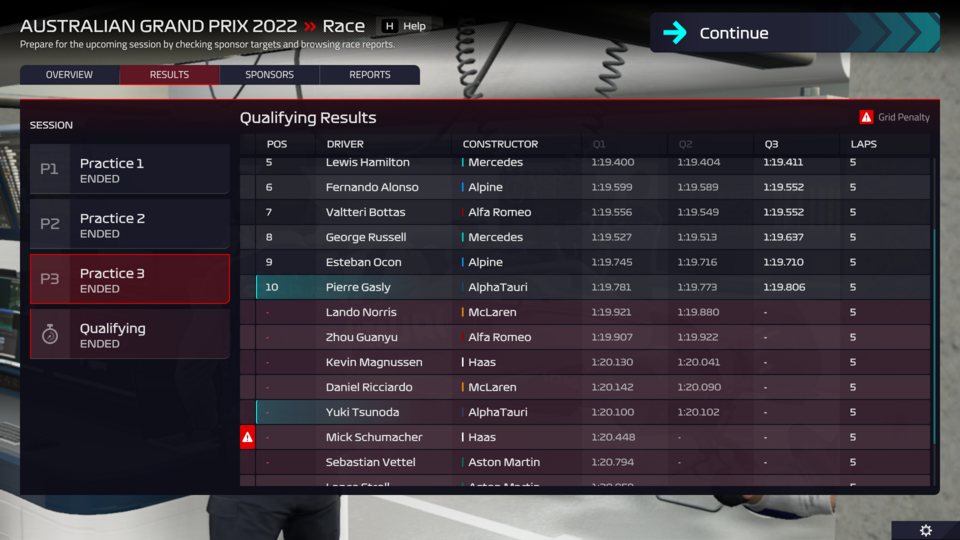 AUSTRALIAN GRAND PRIX 2022 » Race H Help
Prepare for the upcoming session by checking sponsor targets and browsing race reports.
Continue
OVERVIEW RESULTS SPONSORS REPORTS
SESSION
P1 Practice 1
ENDED
P2 Practice 2
ENDED
P3 Practice 3
ENDED
Qualifying
ENDED
Qualifying Results
Grid Penalty
POS DRIVER CONSTRUCTOR Q1 Q2 Q3 LAPS
5 Lewis Hamilton Mercedes 1:19.400 1:19.404 1:19.411 5
6 Fernando Alonso Alpine 1:19.599 1:19.589 1:19.552 5
7 Valtteri Bottas Alfa Romeo 1:19.556 1:19.549 1:19.552 5
8 George Russell Mercedes 1:19.527 1:19.513 1:19.637 5
9 Esteban Ocon Alpine 1:19.745 1:19.716 1:19.710 5
10 Pierre Gasly AlphaTauri 1:19.781 1:19.773 1:19.806 5
- Lando Norris McLaren 1:19.921 1:19.880 - 5
- Zhou Guanyu Alfa Romeo 1:19.907 1:19.922 - 5
- Kevin Magnussen Haas 1:20.130 1:20.041 - 5
- Daniel Ricciardo McLaren 1:20.142 1:20.090 - 5
- Yuki Tsunoda AlphaTauri 1:20.100 1:20.102 - 5
- Mick Schumacher Haas 1:20.448 - - 5
- Sebastian Vettel Aston Martin 1:20.794 - - 5
Lance Stroll Aston Martin